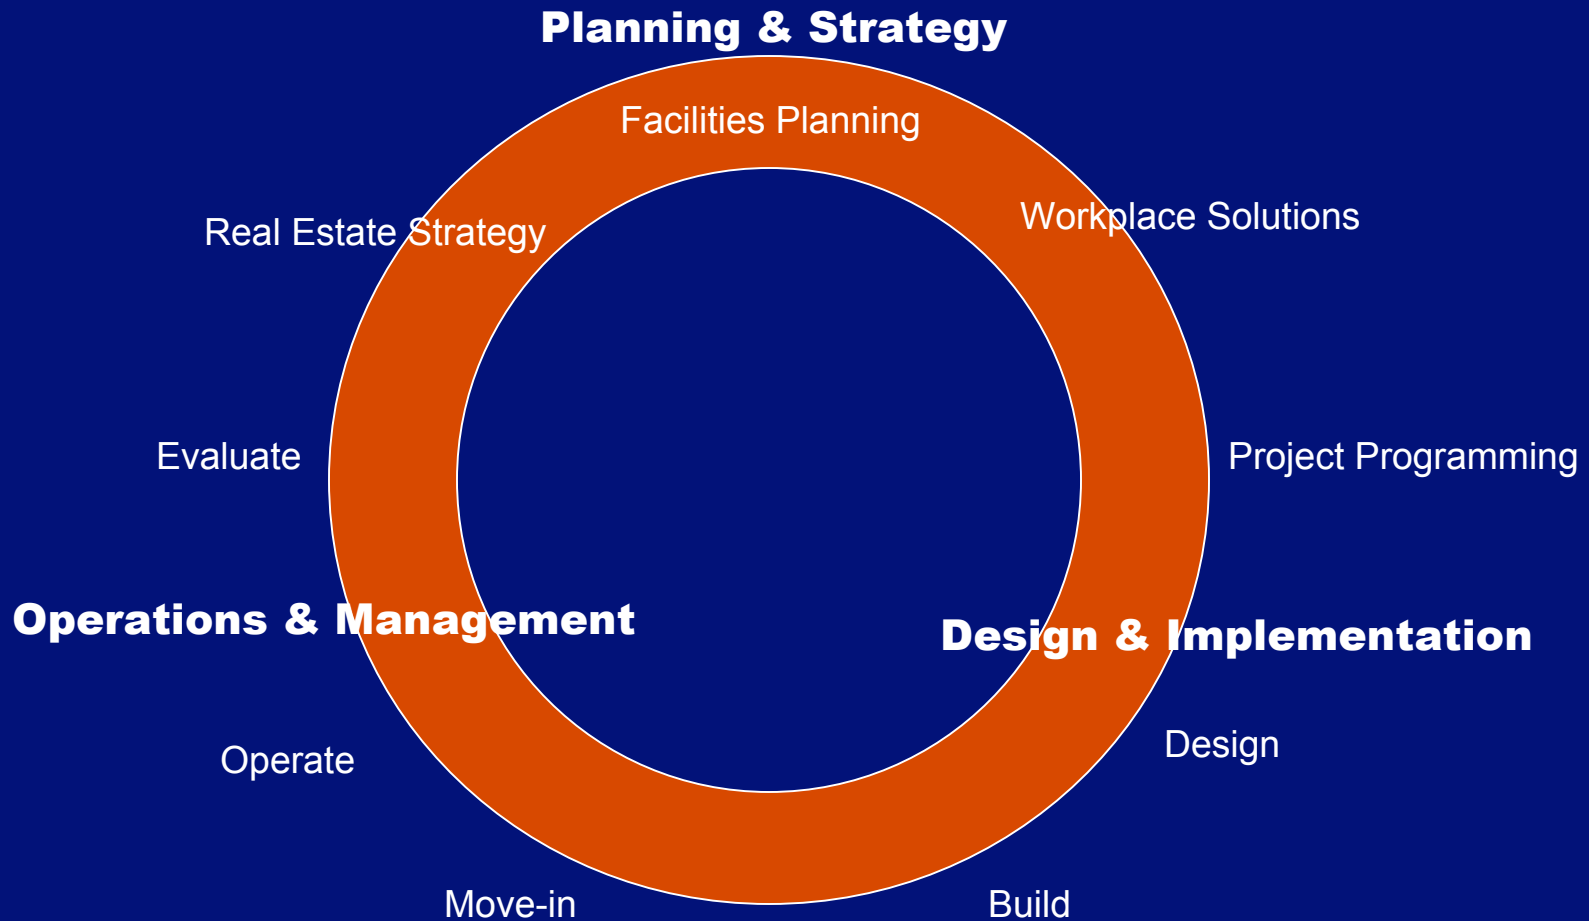 Planning & Strategy
Facilities Planning
Workplace Solutions
Real Estate Strategy
Evaluate
Project Programming
Operations & Management
Design & Implementation
Design
Operate
Move-in
Build